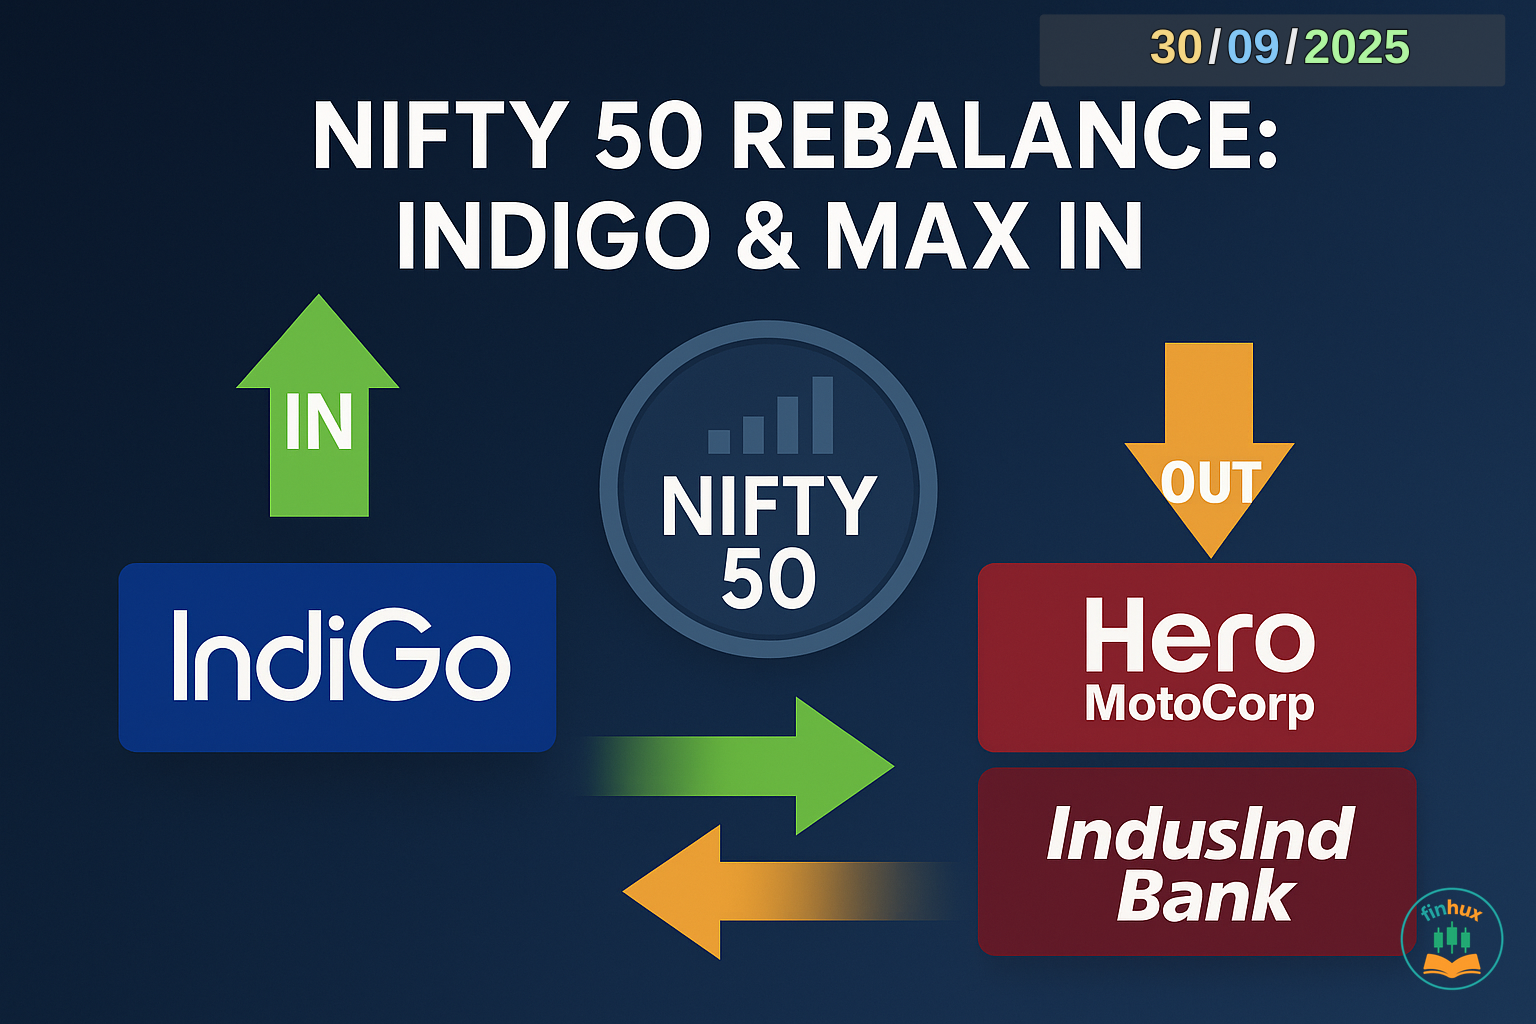 30/09/2025
NIFTY 50 REBALANCE:
INDIGO & MAX IN
IN
OUT
NIFTY
50
IndiGo
Hero
MotoCorp
IndusInd
Bank
finhux